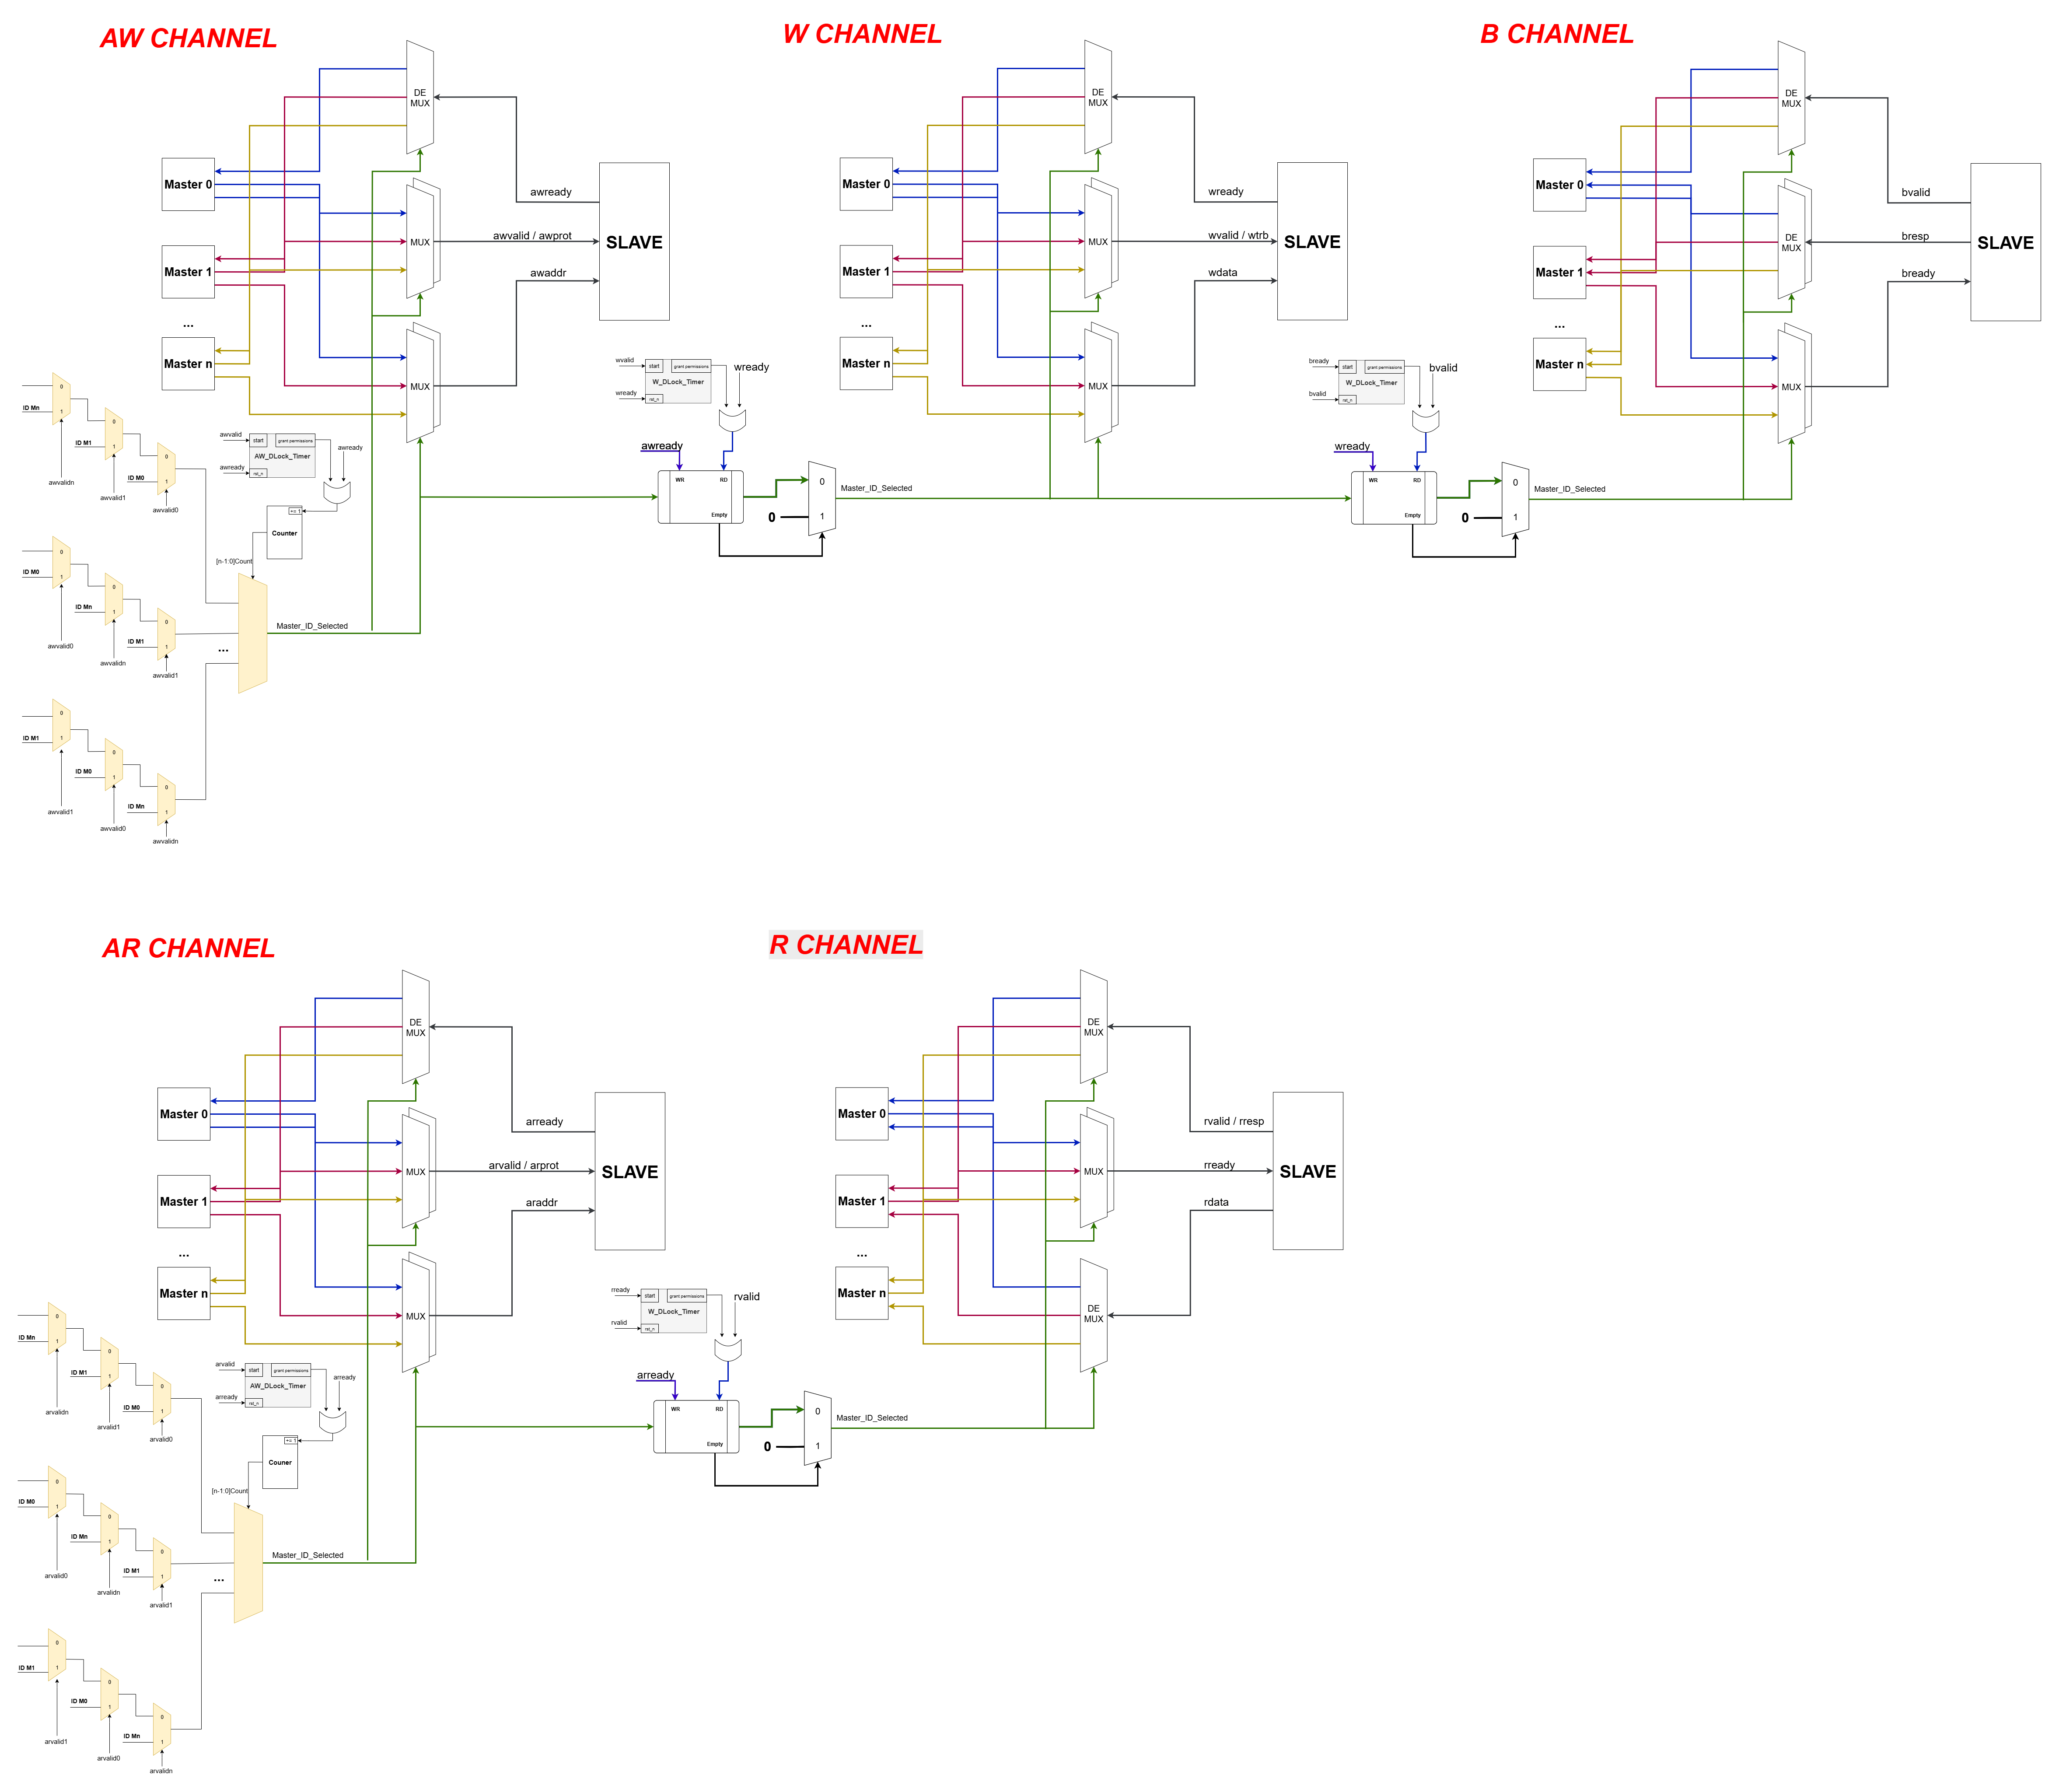 AW CHANNEL
DE
MUX
Master 0
awready
MUX
awvalid / awprot
SLAVE
Master 1
awaddr
...
Master n
MUX
0
1
ID Mn
awvalidn
0
1
ID M1
awvalid1
0
1
ID M0
awvalid0
awvalid
start
grant permissions
AW_DLock_Timer
awready
rst_n
awready
+= 1
Counter
[n-1:0]Count
0
1
ID M0
awvalid0
0
1
ID Mn
awvalidn
0
1
ID M1
awvalid1
...
Master_ID_Selected
0
1
ID M1
awvalid1
0
1
ID M0
awvalid0
0
1
ID Mn
awvalidn
W CHANNEL
DE
MUX
Master 0
wready
MUX
wvalid / wtrb
SLAVE
Master 1
wdata
...
Master n
MUX
wvalid
start
grant permissions
W_DLock_Timer
wready
rst_n
wready
awready
WR
RD
Empty
0
0
1
Master_ID_Selected
B CHANNEL
DE
MUX
Master 0
bvalid
DE
MUX
bresp
SLAVE
Master 1
bready
...
Master n
MUX
bready
start
grant permissions
W_DLock_Timer
bvalid
rst_n
bvalid
wready
WR
RD
Empty
0
0
1
Master_ID_Selected
AR CHANNEL
DE
MUX
Master 0
arready
MUX
arvalid / arprot
SLAVE
Master 1
araddr
...
Master n
MUX
0
1
ID Mn
arvalidn
0
1
ID M1
arvalid1
0
1
ID M0
arvalid0
arvalid
start
grant permissions
AW_DLock_Timer
arready
rst_n
arready
+= 1
Couner
[n-1:0]Count
0
1
ID M0
arvalid0
0
1
ID Mn
arvalidn
0
1
ID M1
arvalid1
...
Master_ID_Selected
0
1
ID M1
arvalid1
0
1
ID M0
arvalid0
0
1
ID Mn
arvalidn
R CHANNEL
DE
MUX
Master 0
rvalid / rresp
MUX
rready
SLAVE
Master 1
rdata
...
Master n
DE
MUX
rready
start
grant permissions
W_DLock_Timer
rvalid
rst_n
rvalid
arready
WR
RD
Empty
0
0
1
Master_ID_Selected